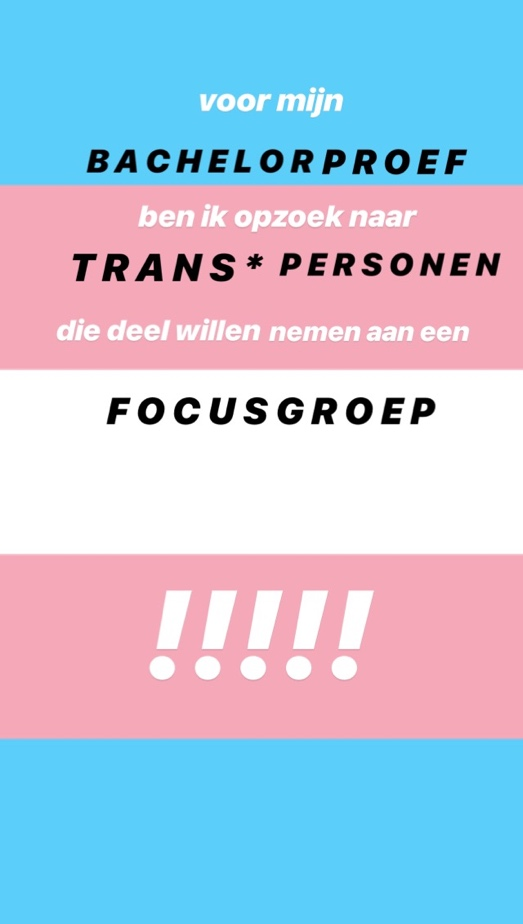 voor mijn
BACHELORPROEF
ben ik opzoek naar
TRANS* PERSONEN
die deel willen nemen aan een
FOCUSGROEP
!!!!!